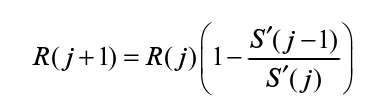 R(j+1) = R(j)(1 - S′(j-1)/S′(j))